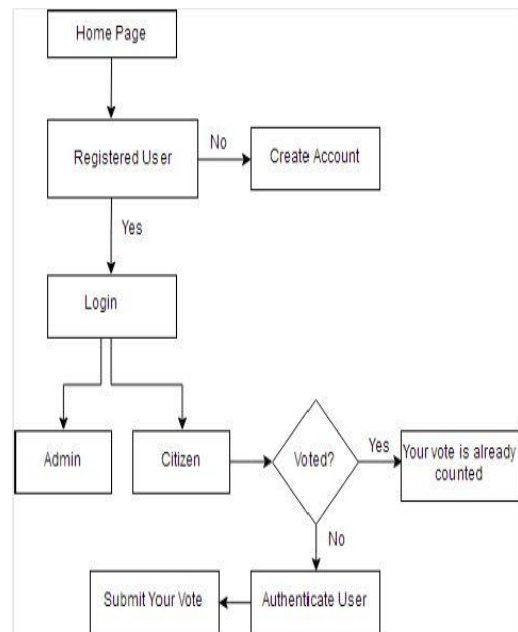 Home Page
Registered User
No
Create Account
Yes
Login
Admin
Citizen
Voted?
Yes
Your vote is already
counted
No
Submit Your Vote
Authenticate User